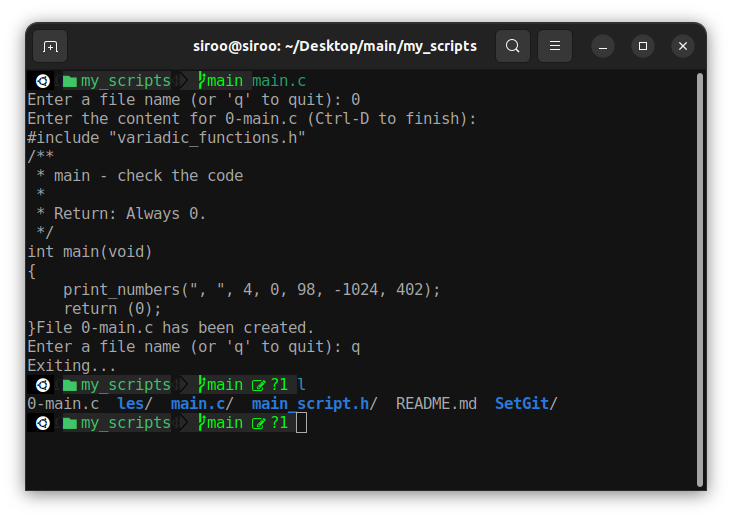 siroo@siroo: ~/Desktop/main/my_scripts
my_scripts main main.c
Enter a file name (or 'q' to quit): 0
Enter the content for 0-main.c (Ctrl-D to finish):
#include "variadic_functions.h"
/**
 * main - check the code
 *
 * Return: Always 0.
 */
int main(void)
{
    print_numbers(", ", 4, 0, 98, -1024, 402);
    return (0);
}File 0-main.c has been created.
Enter a file name (or 'q' to quit): q
Exiting...
my_scripts main ?1 l
0-main.c  les/  main.c/  main_script.h/  README.md  SetGit/
my_scripts main ?1